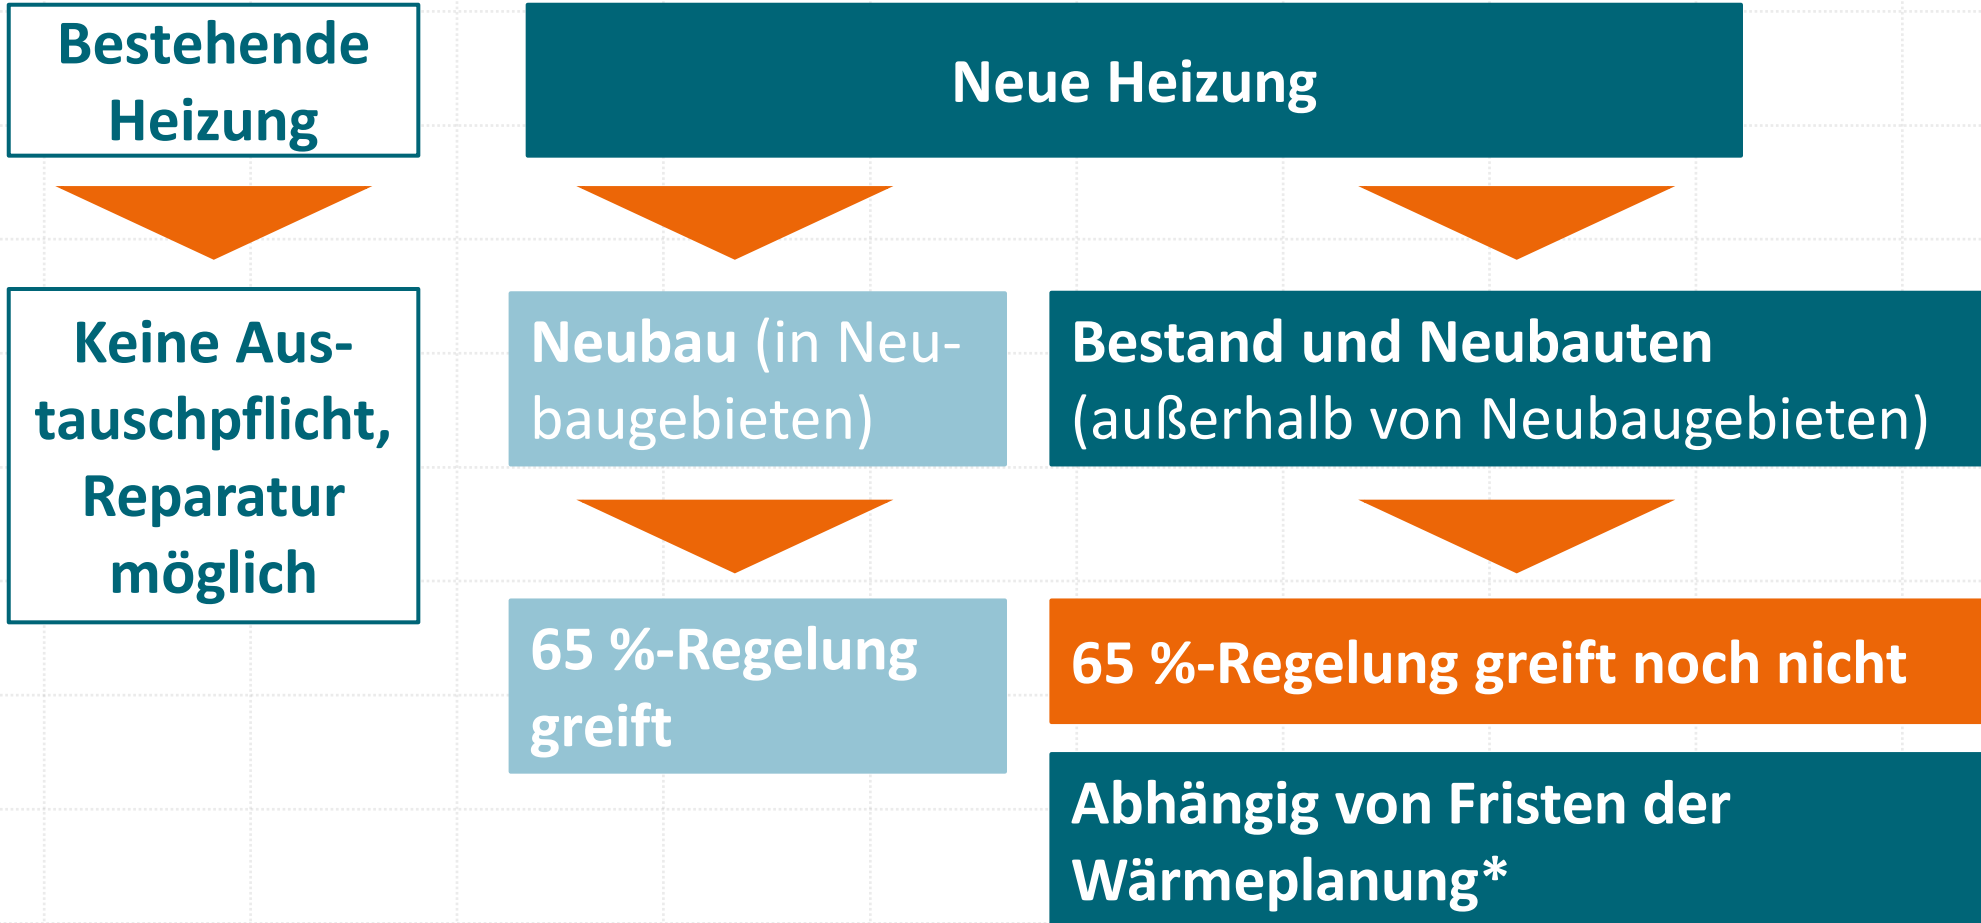 Bestehende
Heizung
Neue Heizung
Keine Aus-
tauschpflicht,
Reparatur
möglich
Neubau (in Neu-
baugebieten)
Bestand und Neubauten
(außerhalb von Neubaugebieten)
65 %-Regelung
greift
65 %-Regelung greift noch nicht
Abhängig von Fristen der
Wärmeplanung*